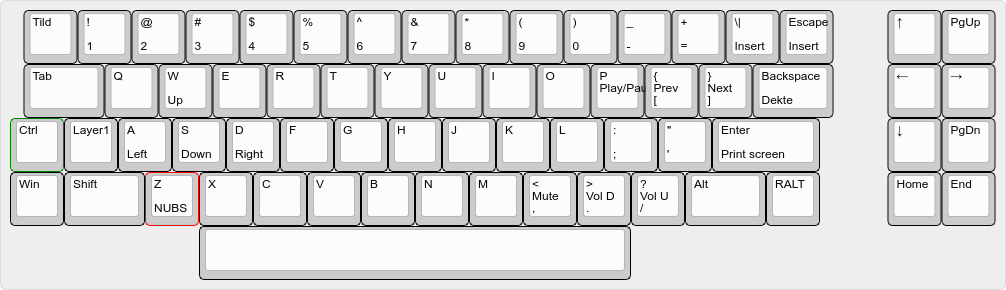 Tild ! @ # $ % ^ & * ( ) _ + \| Escape ↑ PgUp
1 2 3 4 5 6 7 8 9 0 - = Insert Insert
Tab Q W E R T Y U I O P { } Backspace ← →
Play/Pau Prev Next
Up [ ] Dekte
Ctrl Layer1 A S D F G H J K L : " Enter ↓ PgDn
Left Down Right ; ' Print screen
Win Shift Z X C V B N M < > ? Alt RALT Home End
Mute Vol D Vol U
NUBS , . /